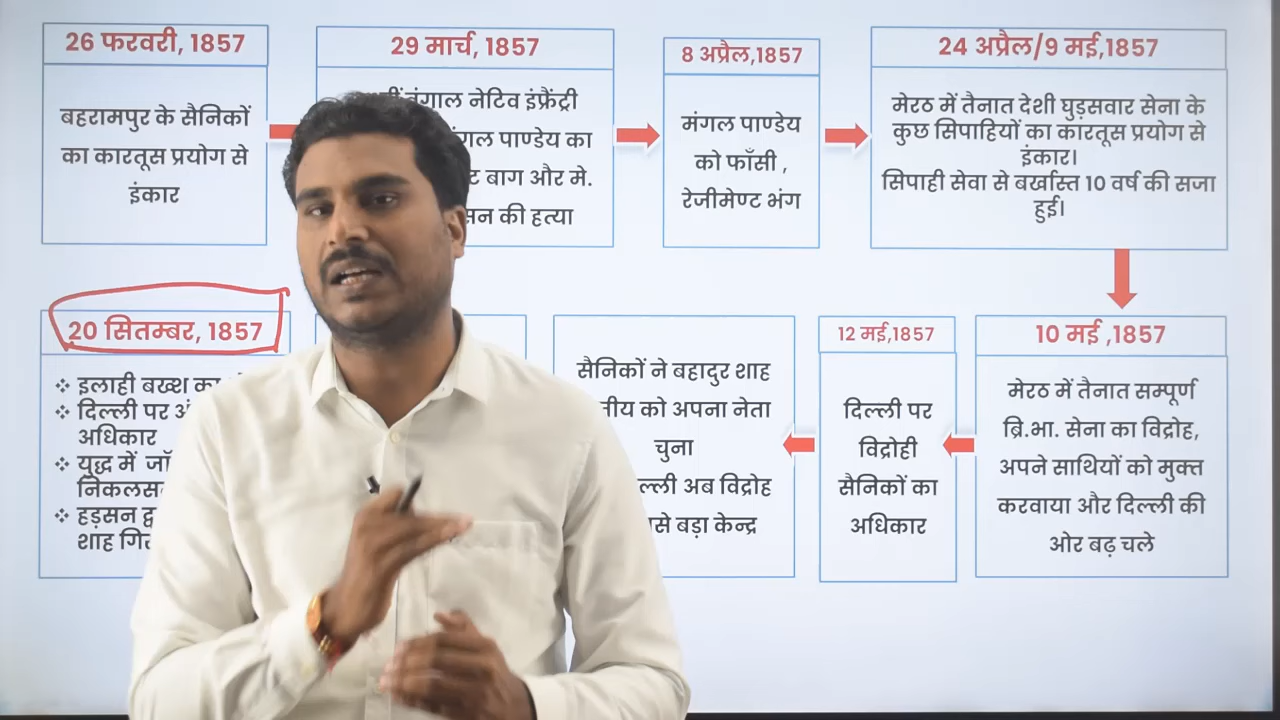 26 फरवरी, 1857
बहरामपुर के सैनिकों
का कारतूस प्रयोग से
इंकार
29 मार्च, 1857
बंगाल नेटिव इंफ्रैंट्री
पाण्डेय का
बाग और मे.
की हत्या
8 अप्रैल,1857
मंगल पाण्डेय
को फाँसी ,
रेजीमेण्ट भंग
24 अप्रैल/9 मई,1857
मेरठ में तैनात देशी घुड़सवार सेना के
कुछ सिपाहियों का कारतूस प्रयोग से
इंकार।
सिपाही सेवा से बर्खास्त 10 वर्ष की सजा
हुई।
10 मई ,1857
मेरठ में तैनात सम्पूर्ण
ब्रि.भा. सेना का विद्रोह,
अपने साथियों को मुक्त
करवाया और दिल्ली की
ओर बढ़ चले
12 मई,1857
दिल्ली पर
विद्रोही
सैनिकों का
अधिकार
सैनिकों ने बहादुर शाह
को अपना नेता
चुना
अब विद्रोह
बड़ा केन्द्र
20 सितम्बर, 1857
❖ इलाही बख्श का
❖ दिल्ली पर
अधिकार
❖ युद्ध में
❖ हड़सन
शाह